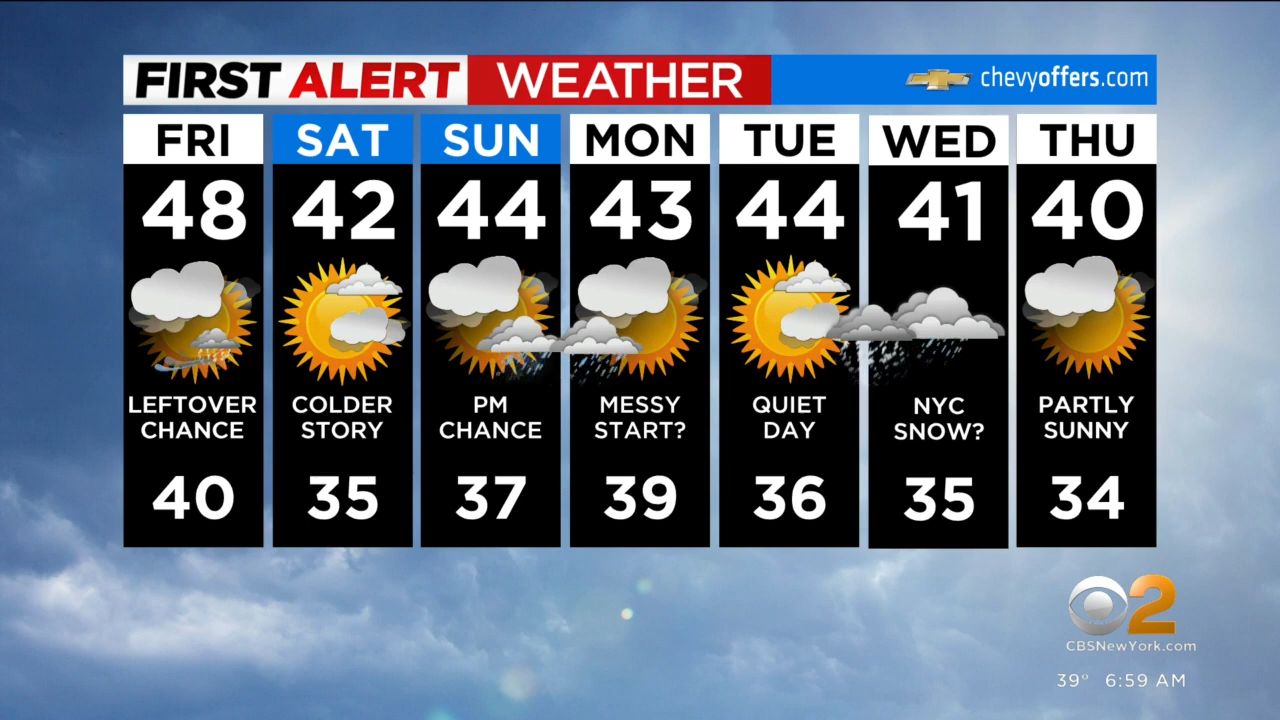 FIRST ALERT WEATHER
chevyoffers.com
FRI
48
LEFTOVER
CHANCE
40
SAT
42
COLDER
STORY
35
SUN
44
PM
CHANCE
37
MON
43
MESSY
START?
39
TUE
44
QUIET
DAY
36
WED
41
NYC
SNOW?
35
THU
40
PARTLY
SUNNY
34
2
CBSNewYork.com
39° 6:59 AM